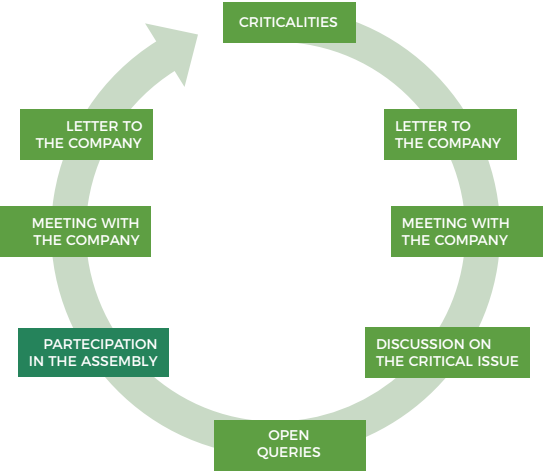 CRITICALITIES
LETTER TO
THE COMPANY
MEETING WITH
THE COMPANY
DISCUSSION ON
THE CRITICAL ISSUE
OPEN
QUERIES
PARTECIPATION
IN THE ASSEMBLY
MEETING WITH
THE COMPANY
LETTER TO
THE COMPANY